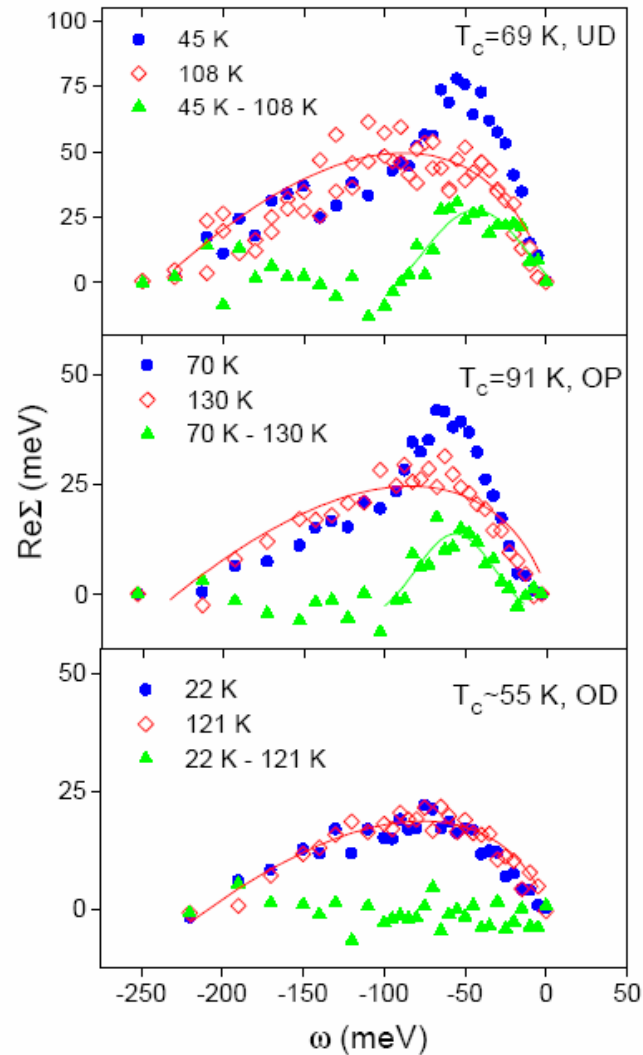 100
45 K
T_c=69 K, UD
108 K
75
45 K - 108 K
50
25
0
70 K
T_c=91 K, OP
50
130 K
70 K - 130 K
25
0
ReΣ (meV)
50
22 K
T_c~55 K, OD
121 K
22 K - 121 K
25
0
-250 -200 -150 -100 -50 0 50
ω (meV)